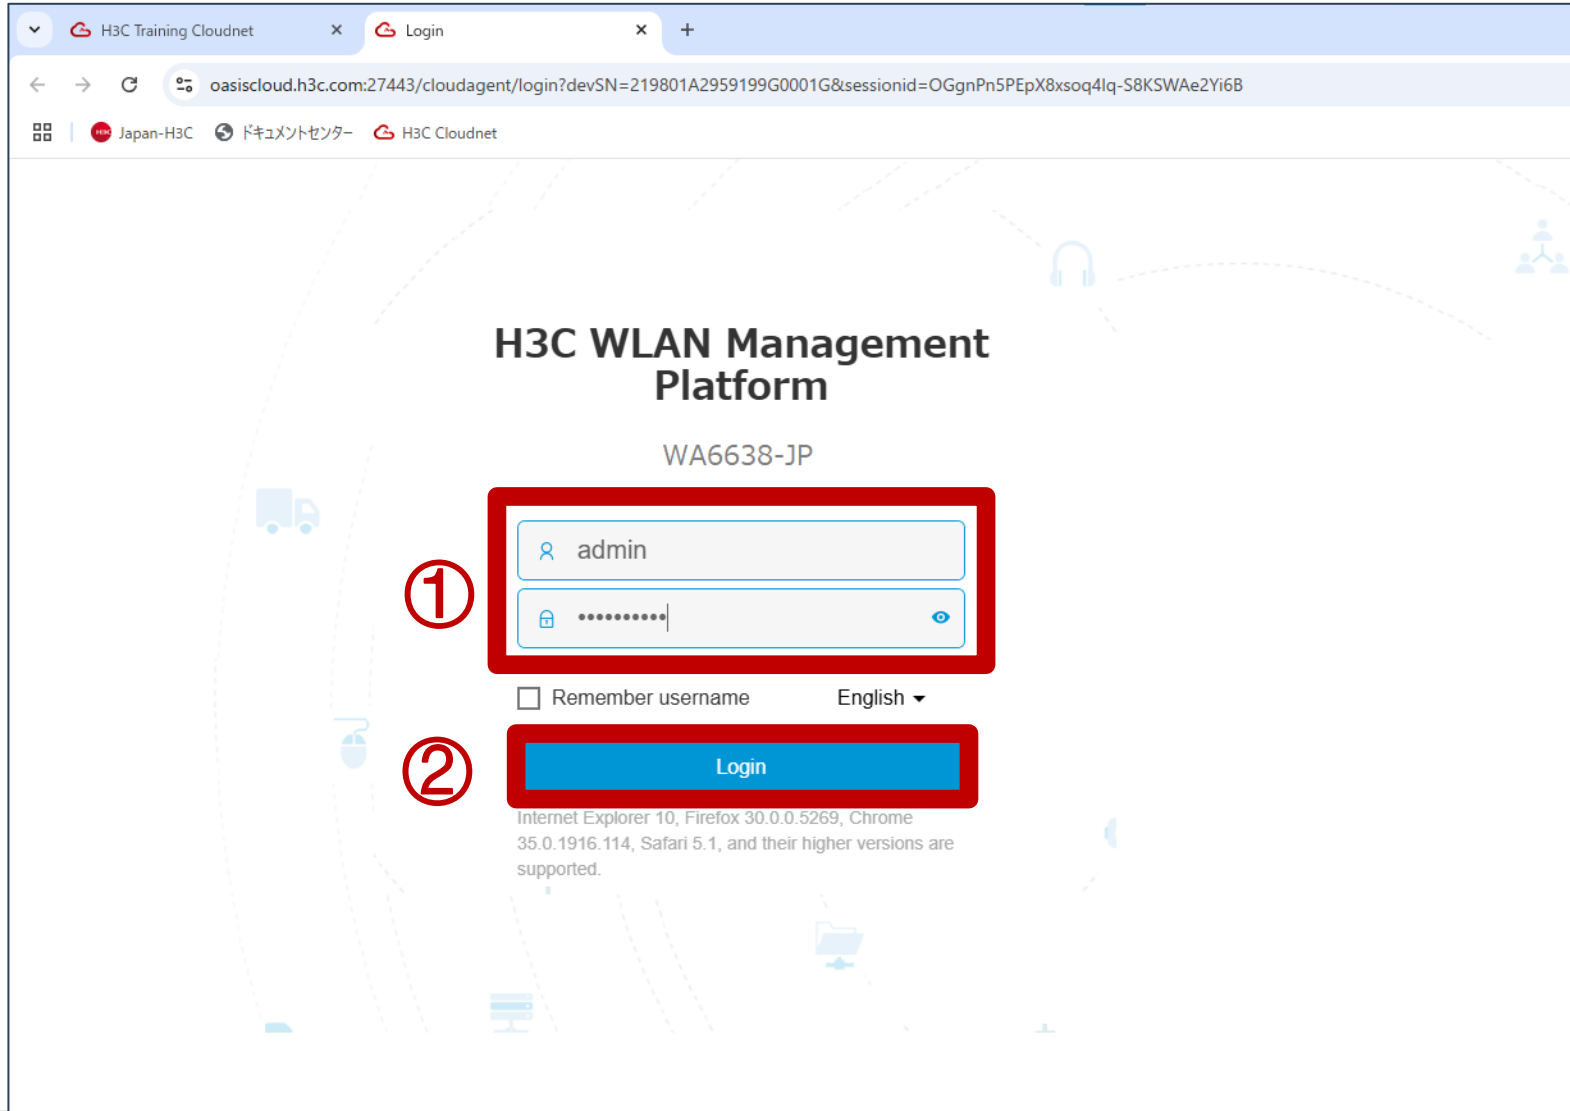 H3C Training Cloudnet
Login
oasiscloud.h3c.com:27443/cloudagent/login?devSN=219801A2959199G0001G&sessionid=OGgnPn5PEpX8xsoq4Iq-S8KSWAe2Yi6B
Japan-H3C ドキュメントセンター H3C Cloudnet
H3C WLAN Management
Platform
WA6638-JP
①
admin
••••••••••
Remember username English
②
Login
Internet Explorer 10, Firefox 30.0.0.5269, Chrome
35.0.1916.114, Safari 5.1, and their higher versions are
supported.